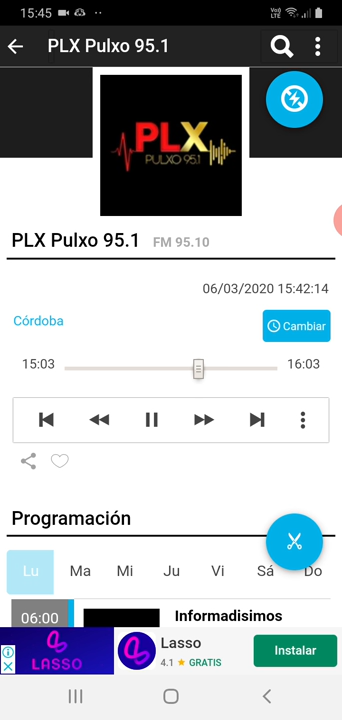 15:45
Vo)) LTE
PLX Pulxo 95.1
PLX
PULXO 95.1
PLX Pulxo 95.1 FM 95.10
06/03/2020 15:42:14
Córdoba
Cambiar
15:03
16:03
Programación
Lu Ma Mi Ju Vi Sá Do
06:00
Informadisimos
LASSO
Lasso
4.1 ★ GRATIS
Instalar